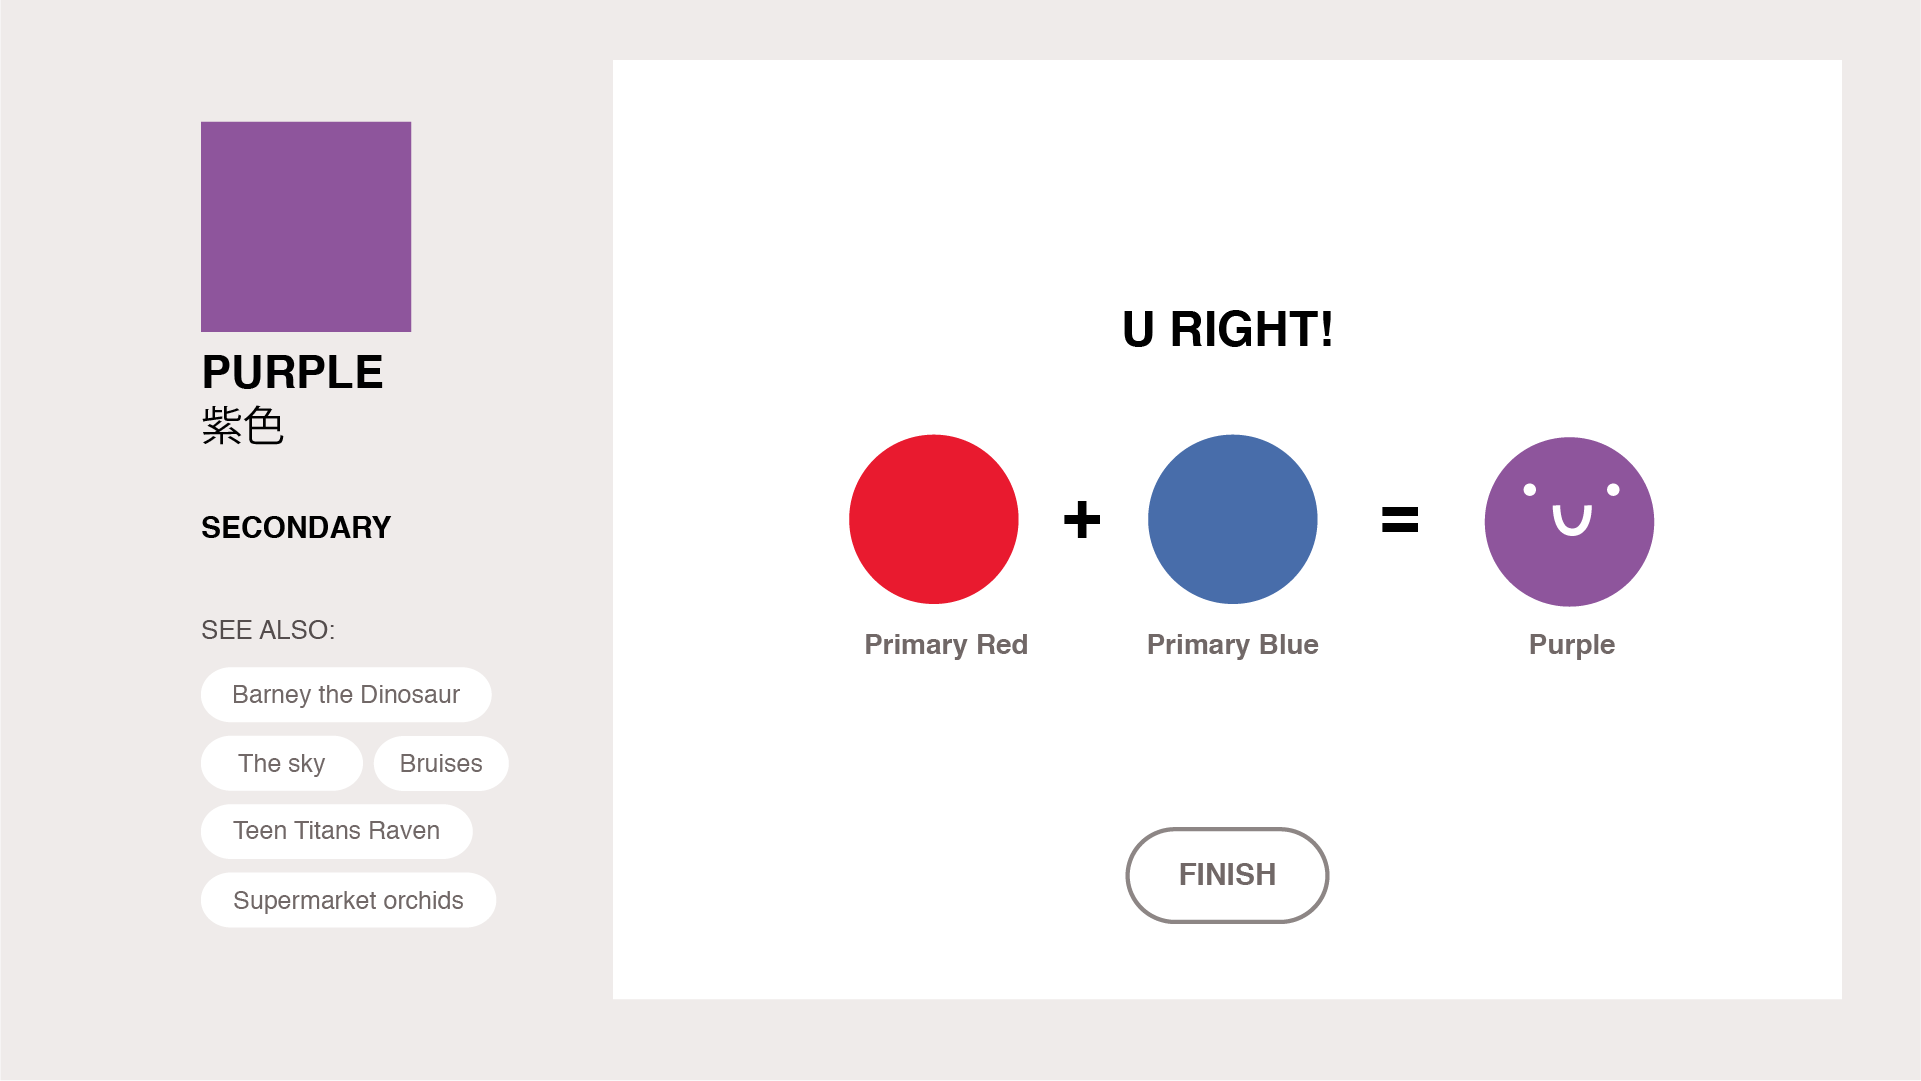 PURPLE
紫色
SECONDARY
SEE ALSO:
Barney the Dinosaur
The sky
Bruises
Teen Titans Raven
Supermarket orchids
U RIGHT!
+
=
Primary Red
Primary Blue
Purple
FINISH